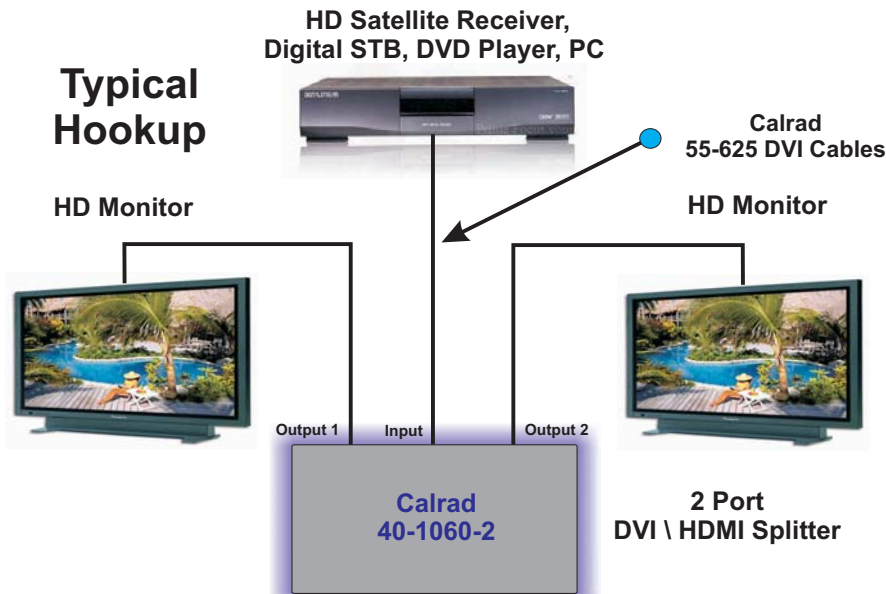 HD Satellite Receiver,
Digital STB, DVD Player, PC
Typical
Hookup
Calrad
55-625 DVI Cables
HD Monitor
HD Monitor
Output 1
Input
Output 2
Calrad
40-1060-2
2 Port
DVI \ HDMI Splitter